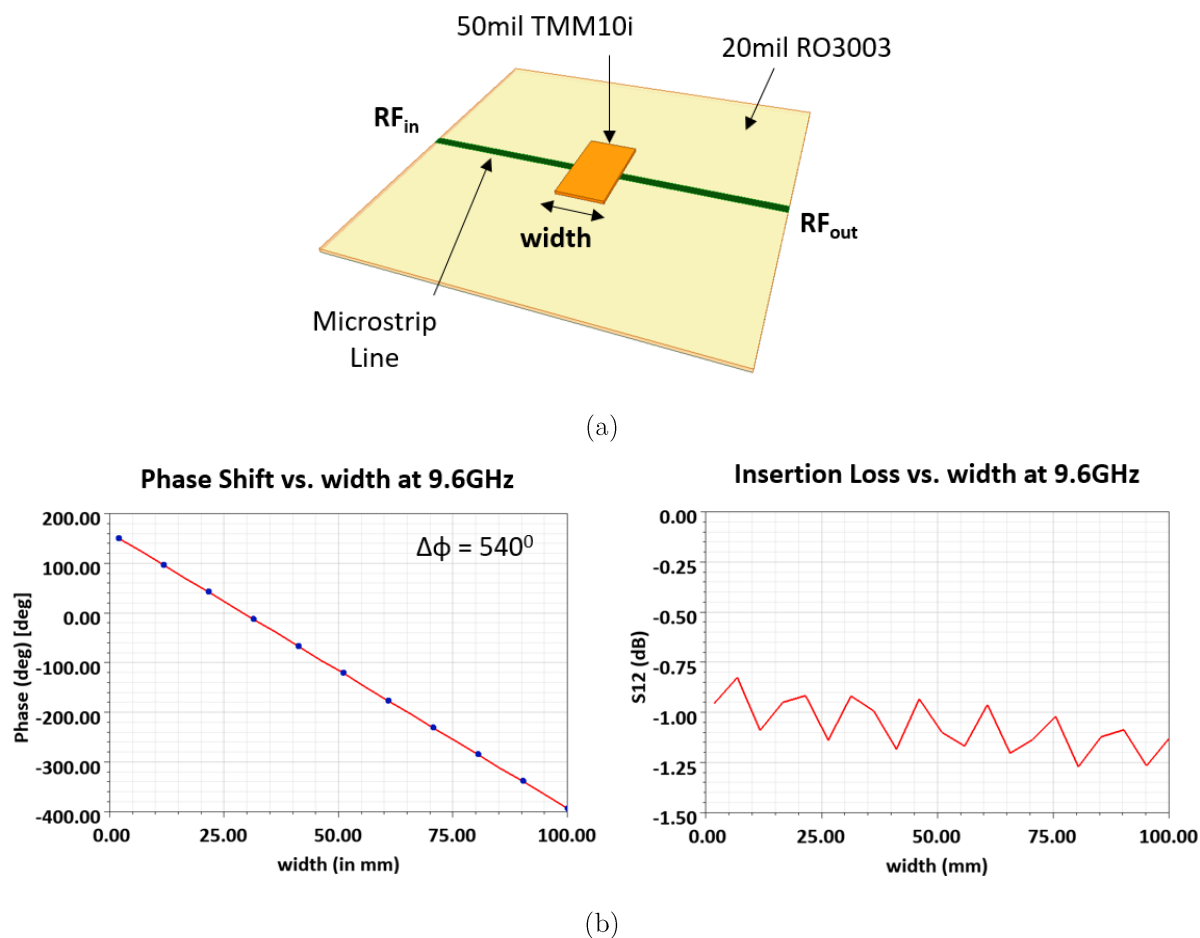 50mil TMM10i
20mil RO3003
RFin
width
RFout
Microstrip
Line
(a)
Phase Shift vs. width at 9.6GHz
Δϕ = 540⁰
Phase (deg) [deg]
200.00
100.00
0.00
-100.00
-200.00
-300.00
-400.00
0.00 25.00 50.00 75.00 100.00
width (in mm)
Insertion Loss vs. width at 9.6GHz
S12 (dB)
0.00
-0.25
-0.50
-0.75
-1.00
-1.25
-1.50
0.00 25.00 50.00 75.00 100.00
width (mm)
(b)